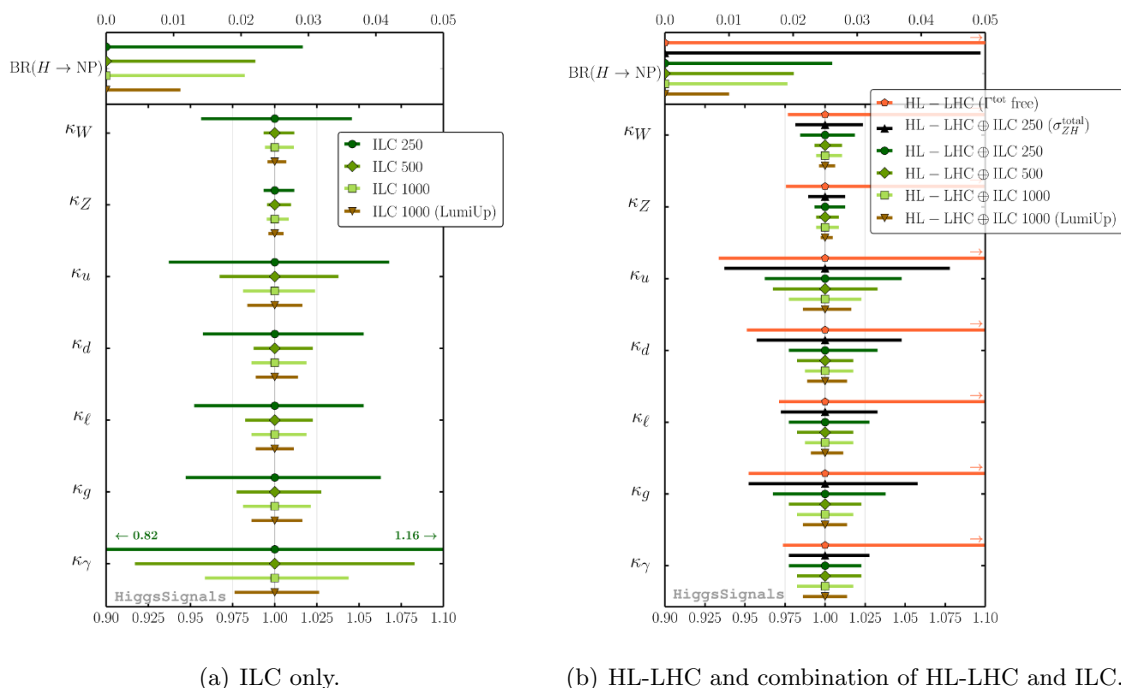 0.0 0.01 0.02 0.03 0.04 0.05
BR(H → NP)
κ_W
κ_Z
κ_u
κ_d
κ_ℓ
κ_g
κ_γ
ILC 250
ILC 500
ILC 1000
ILC 1000 (LumiUp)
← 0.82 1.16 →
HiggsSignals
0.90 0.925 0.95 0.975 1.00 1.025 1.05 1.075 1.10
(a) ILC only.
0.0 0.01 0.02 0.03 0.04 0.05
BR(H → NP)
κ_W
κ_Z
κ_u
κ_d
κ_ℓ
κ_g
κ_γ
HL − LHC (Γ^tot free)
HL − LHC ⊕ ILC 250 (σ_ZH^total)
HL − LHC ⊕ ILC 250
HL − LHC ⊕ ILC 500
HL − LHC ⊕ ILC 1000
HL − LHC ⊕ ILC 1000 (LumiUp)
→
→
→
→
→
→
HiggsSignals
0.90 0.925 0.95 0.975 1.00 1.025 1.05 1.075 1.10
(b) HL-LHC and combination of HL-LHC and ILC.